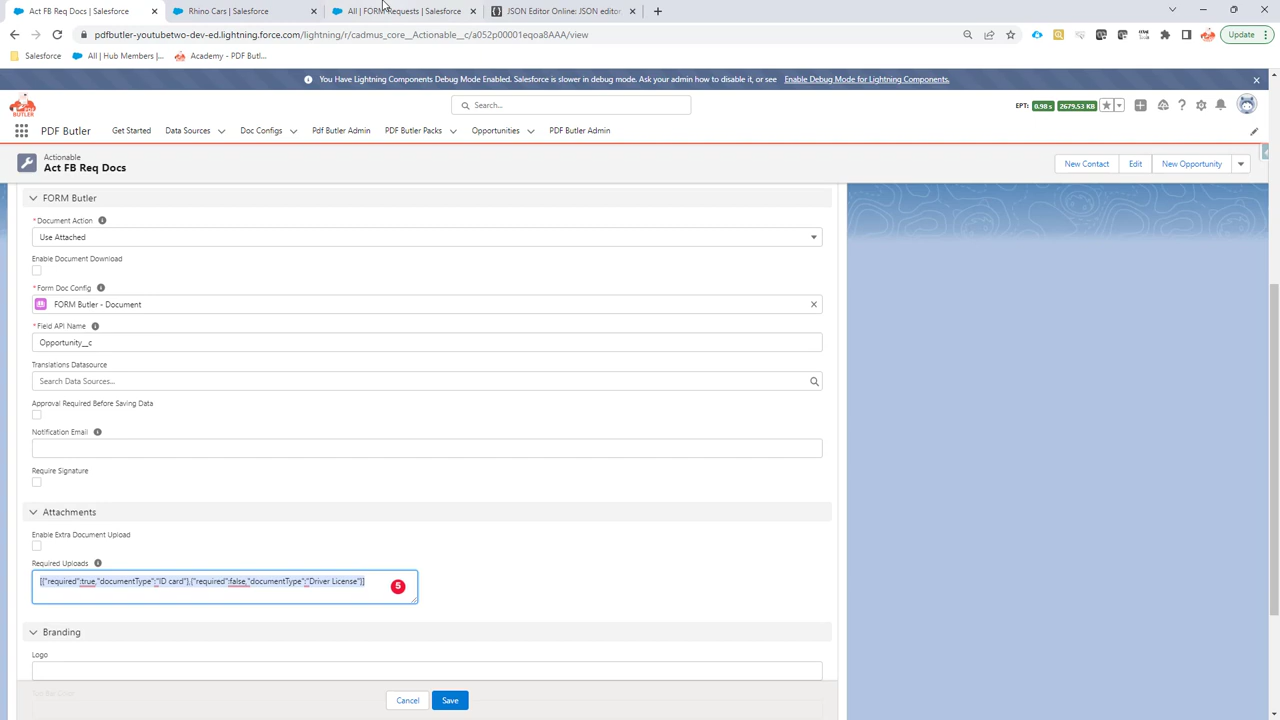 Act FB Req Docs | Salesforce
Rhino Cars | Salesforce
All | FORM Requests | Salesforce
JSON Editor Online: JSON editor
pdfbutler-youtubetwo-dev-ed.lightning.force.com/lightning/r/cadmus_core__Actionable__c/a052p00001eqoa8AAA/view
Update
Salesforce
All | Hub Members |...
Academy - PDF Butl...
You Have Lightning Components Debug Mode Enabled. Salesforce is slower in debug mode. Ask your admin how to disable it, or see Enable Debug Mode for Lightning Components.
Search...
EPT: 0.98 s 2679.53 KB
PDF Butler
Get Started
Data Sources
Doc Configs
Pdf Butler Admin
PDF Butler Packs
Opportunities
PDF Butler Admin
Actionable
Act FB Req Docs
New Contact
Edit
New Opportunity
FORM Butler
*Document Action
Use Attached
Enable Document Download
*Form Doc Config
FORM Butler - Document
*Field API Name
Opportunity__c
Translations Datasource
Search Data Sources...
Approval Required Before Saving Data
Notification Email
Require Signature
Attachments
Enable Extra Document Upload
Required Uploads
[{"required":true,"documentType":"ID card"},{"required":false,"documentType":"Driver License"}]
5
Branding
Logo
Cancel
Save